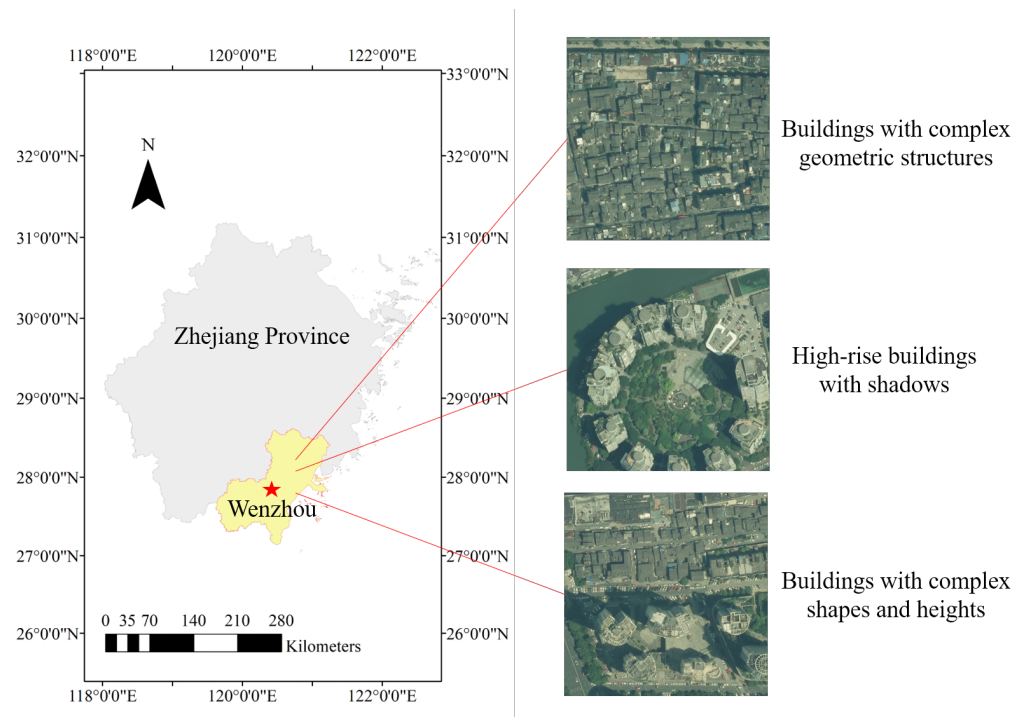 118°0'0"E
120°0'0"E
122°0'0"E
33°0'0"N
32°0'0"N
32°0'0"N
31°0'0"N
31°0'0"N
30°0'0"N
30°0'0"N
29°0'0"N
29°0'0"N
28°0'0"N
28°0'0"N
27°0'0"N
27°0'0"N
26°0'0"N
26°0'0"N
N
Zhejiang Province
Wenzhou
0 35 70 140 210 280
Kilometers
118°0'0"E
120°0'0"E
122°0'0"E
Buildings with complex
geometric structures
High-rise buildings
with shadows
Buildings with complex
shapes and heights